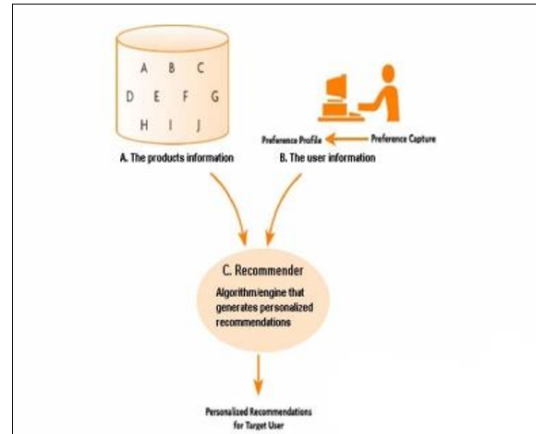 A B C
D E F G
H I J
A. The products information
Preference Profile
Preference Capture
B. The user information
C. Recommender
Algorithm/engine that
generates personalized
recommendations
Personalized Recommendations
for Target User